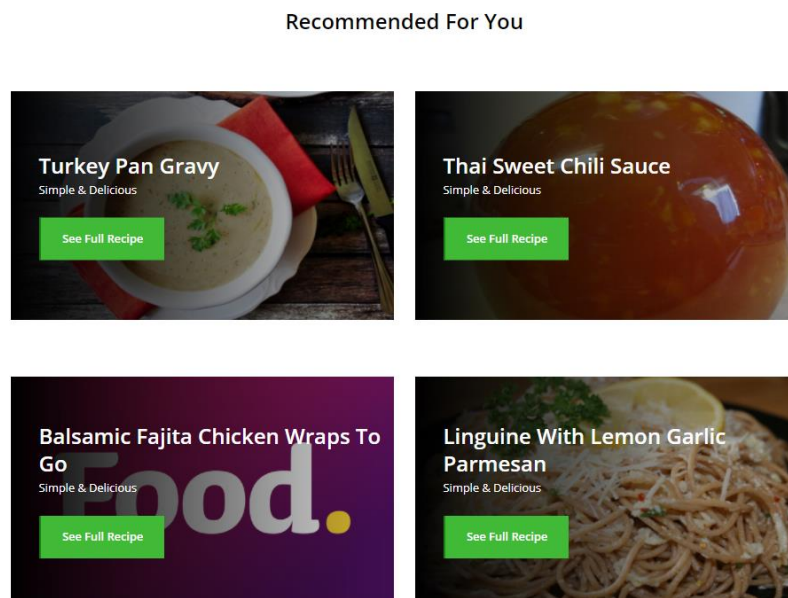 Recommended For You
Turkey Pan Gravy
Simple & Delicious
See Full Recipe
Thai Sweet Chili Sauce
Simple & Delicious
See Full Recipe
Balsamic Fajita Chicken Wraps To
Go
Simple & Delicious
Food.
See Full Recipe
Linguine With Lemon Garlic
Parmesan
Simple & Delicious
See Full Recipe